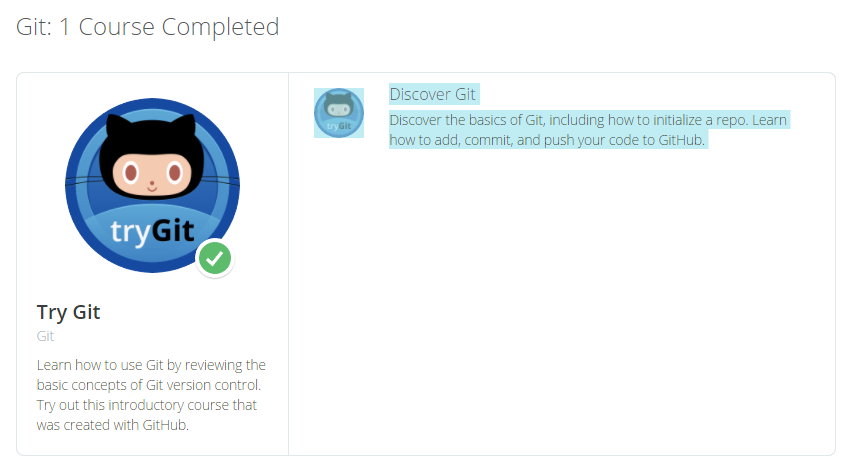 Git: 1 Course Completed
tryGit
Try Git
Git
Learn how to use Git by reviewing the
basic concepts of Git version control.
Try out this introductory course that
was created with GitHub.
tryGit
Discover Git
Discover the basics of Git, including how to initialize a repo. Learn
how to add, commit, and push your code to GitHub.